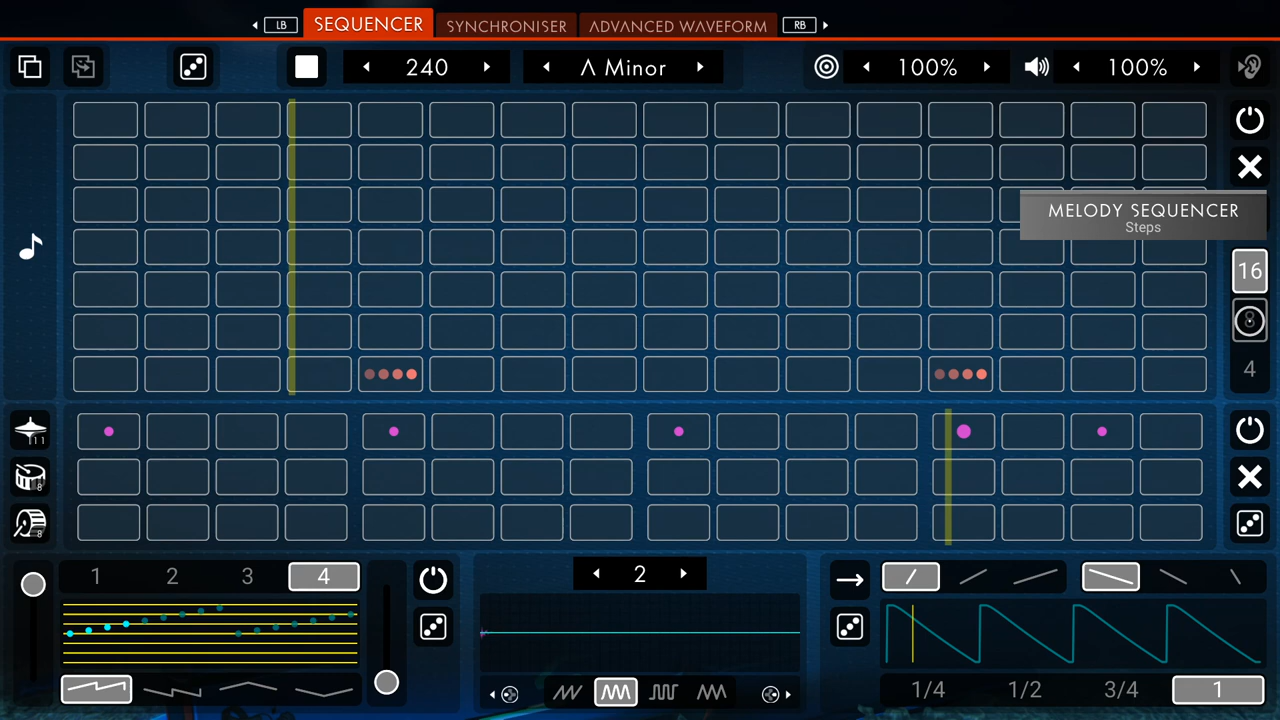 LB SEQUENCER SYNCHRONISER ADVANCED WAVEFORM RB
240 A Minor 100% 100%
MELODY SEQUENCER
Steps
16
8
4
11
8
8
1 2 3 4
2
1/4 1/2 3/4 1